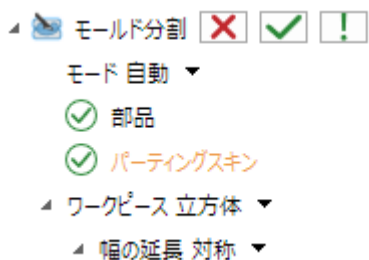 モールド分割
モード 自動
部品
パーティングスキン
ワークピース 立方体
幅の延長 対称